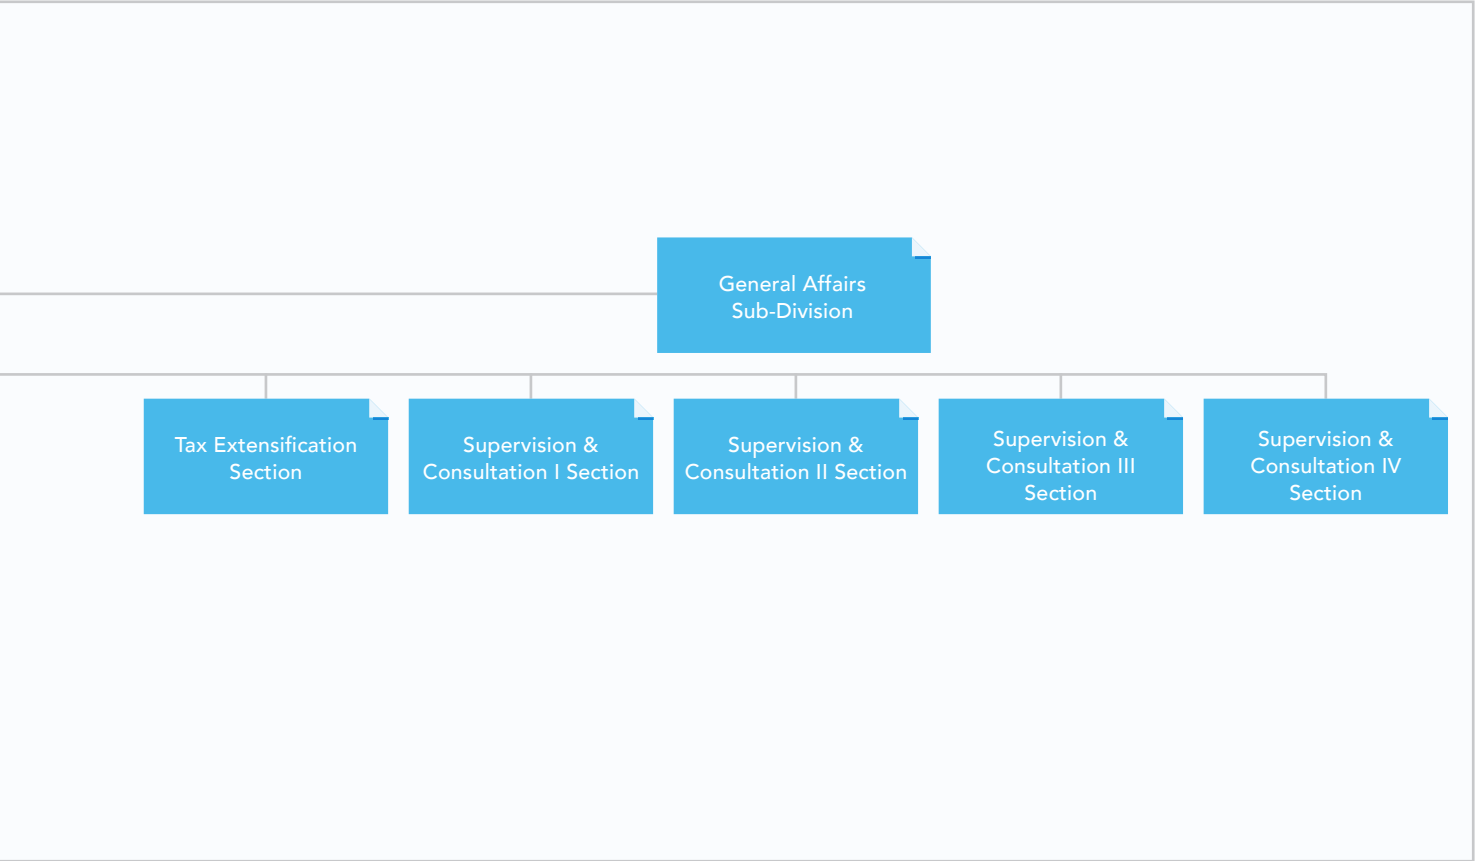 General Affairs
Sub-Division
Tax Extensification
Section
Supervision &
Consultation I Section
Supervision &
Consultation II Section
Supervision &
Consultation III
Section
Supervision &
Consultation IV
Section